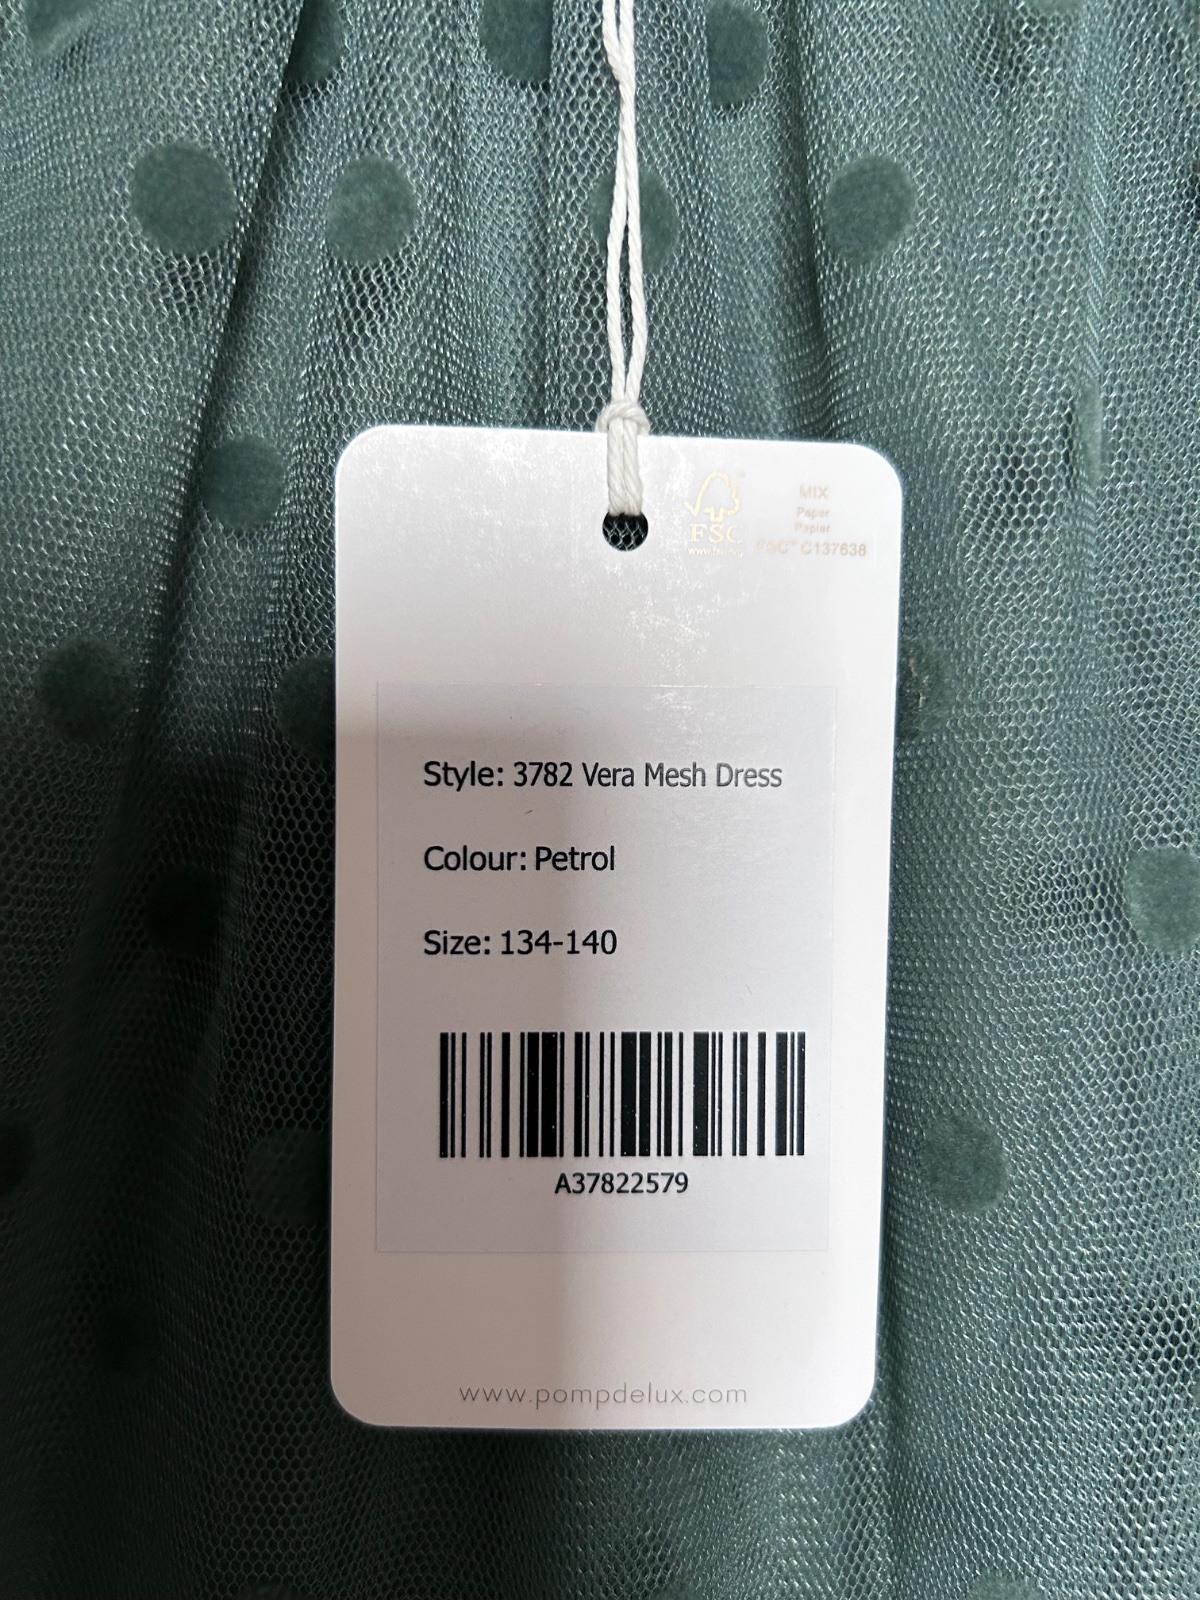 FSC
MIX
Paper
Papier
FSC™ C137638
Style: 3782 Vera Mesh Dress
Colour: Petrol
Size: 134-140
A37822579
www.pompdelux.com